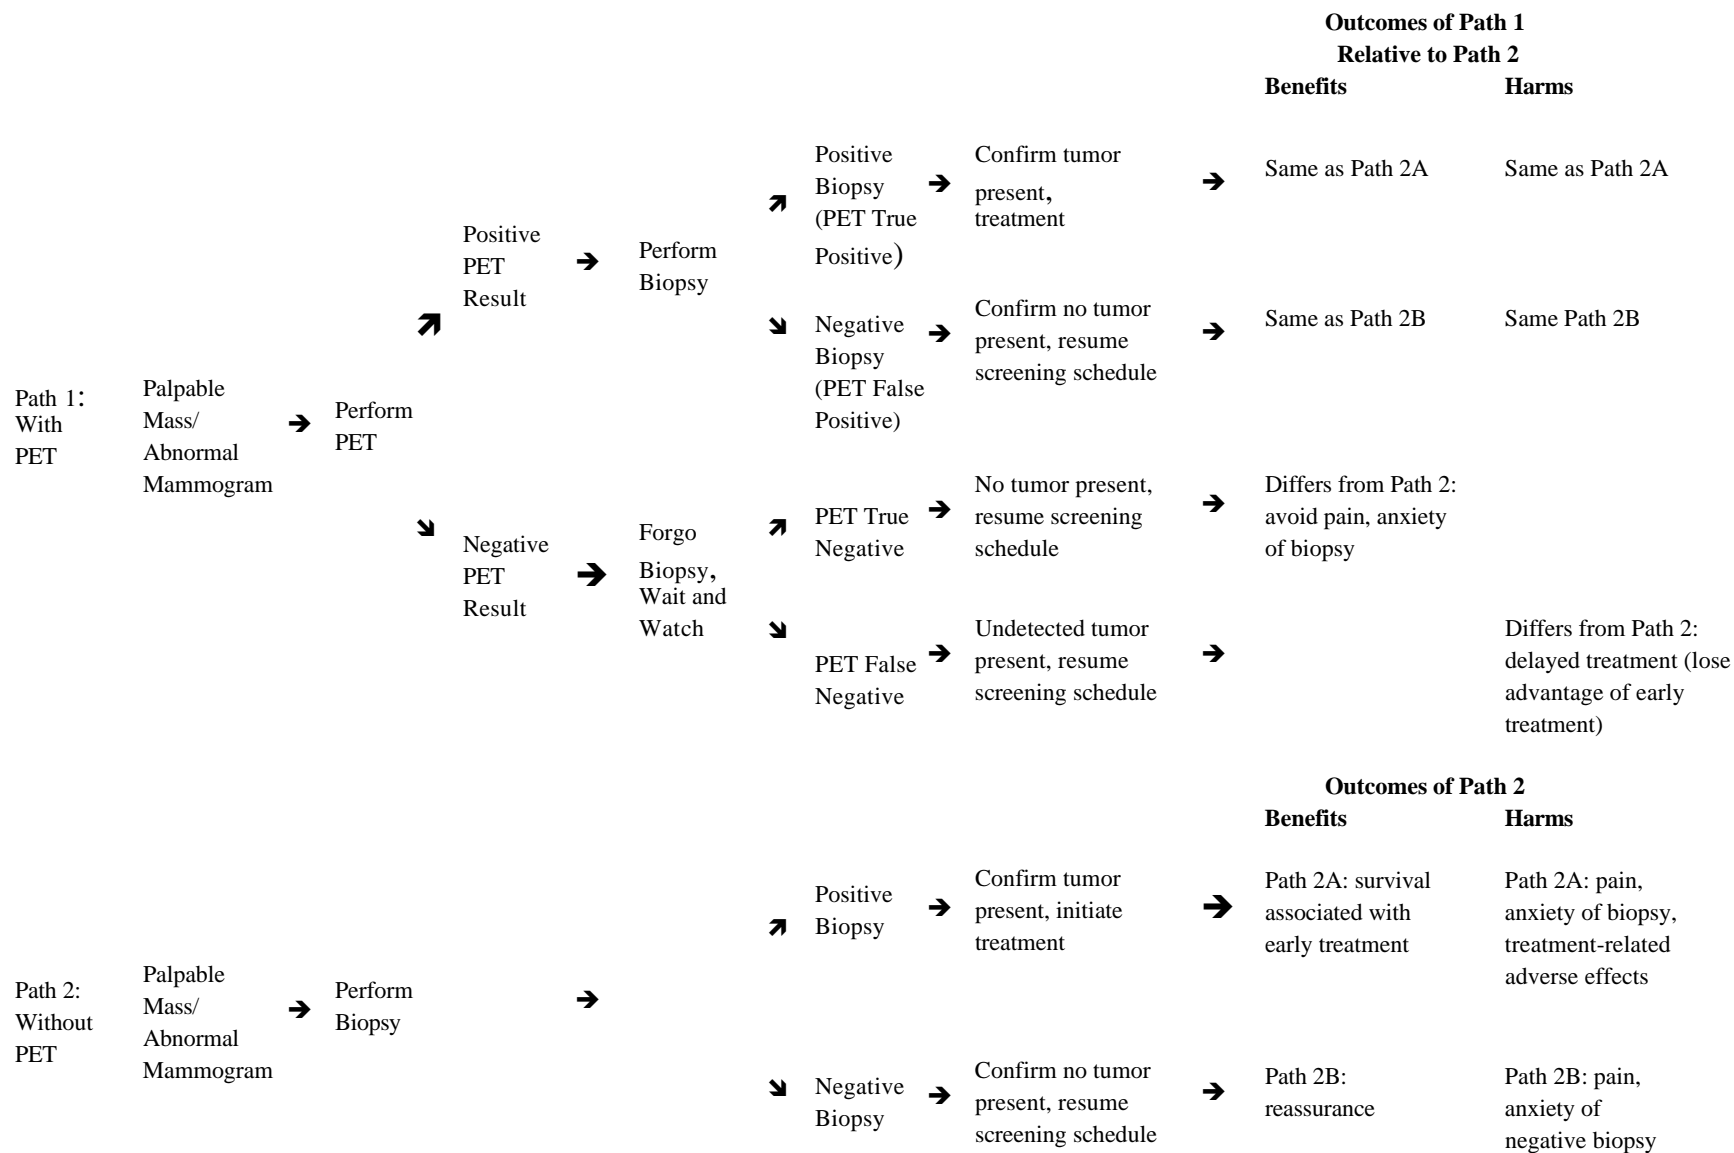 Outcomes of Path 1
Relative to Path 2
Benefits
Harms
Path 1:
With
PET
Palpable
Mass/
Abnormal
Mammogram
➔
Perform
PET
➔
Positive
PET
Result
➔
Perform
Biopsy
➔
Positive
Biopsy
(PET True
Positive)
➔
Confirm tumor
present,
treatment
➔
Same as Path 2A
Same as Path 2A
➔
Negative
Biopsy
(PET False
Positive)
➔
Confirm no tumor
present, resume
screening schedule
➔
Same as Path 2B
Same Path 2B
➔
Negative
PET
Result
➔
Forgo
Biopsy,
Wait and
Watch
➔
PET True
Negative
➔
No tumor present,
resume screening
schedule
➔
Differs from Path 2:
avoid pain, anxiety
of biopsy
➔
PET False
Negative
➔
Undetected tumor
present, resume
screening schedule
➔
Differs from Path 2:
delayed treatment (lose
advantage of early
treatment)
Outcomes of Path 2
Benefits
Harms
Path 2:
Without
PET
Palpable
Mass/
Abnormal
Mammogram
➔
Perform
Biopsy
➔
➔
Positive
Biopsy
➔
Confirm tumor
present, initiate
treatment
➔
Path 2A: survival
associated with
early treatment
Path 2A: pain,
anxiety of biopsy,
treatment-related
adverse effects
➔
Negative
Biopsy
➔
Confirm no tumor
present, resume
screening schedule
➔
Path 2B:
reassurance
Path 2B: pain,
anxiety of
negative biopsy